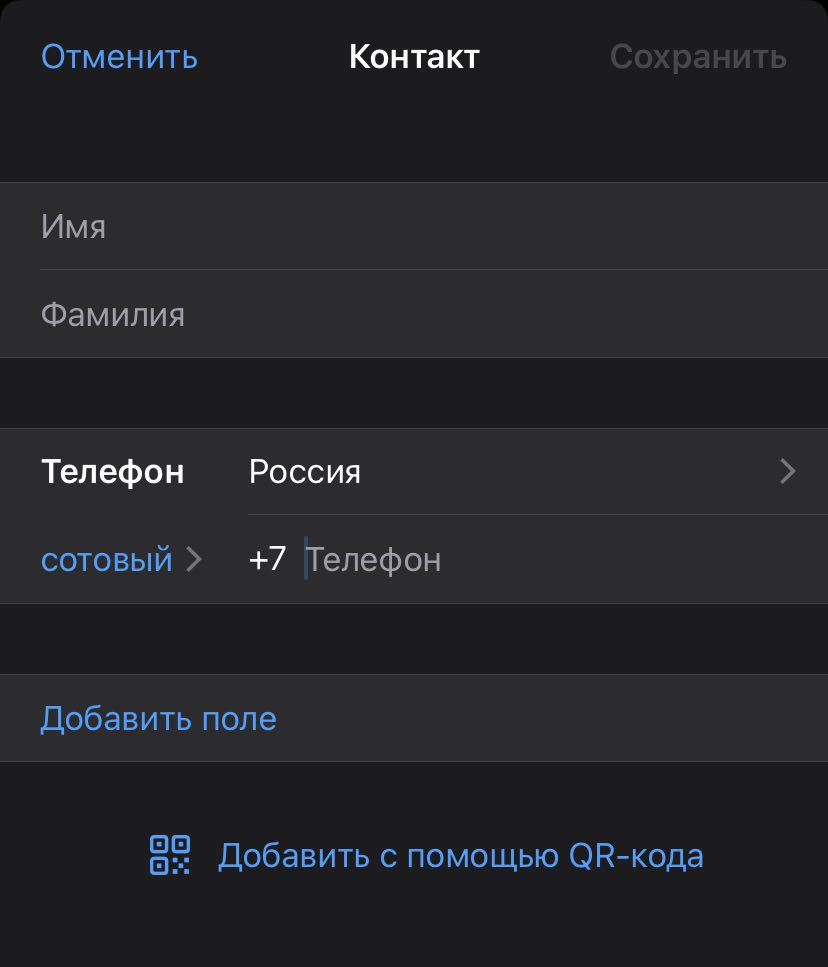 Отменить Контакт Сохранить
Имя
Фамилия
Телефон Россия
сотовый +7 Телефон
Добавить поле
Добавить с помощью QR-кода